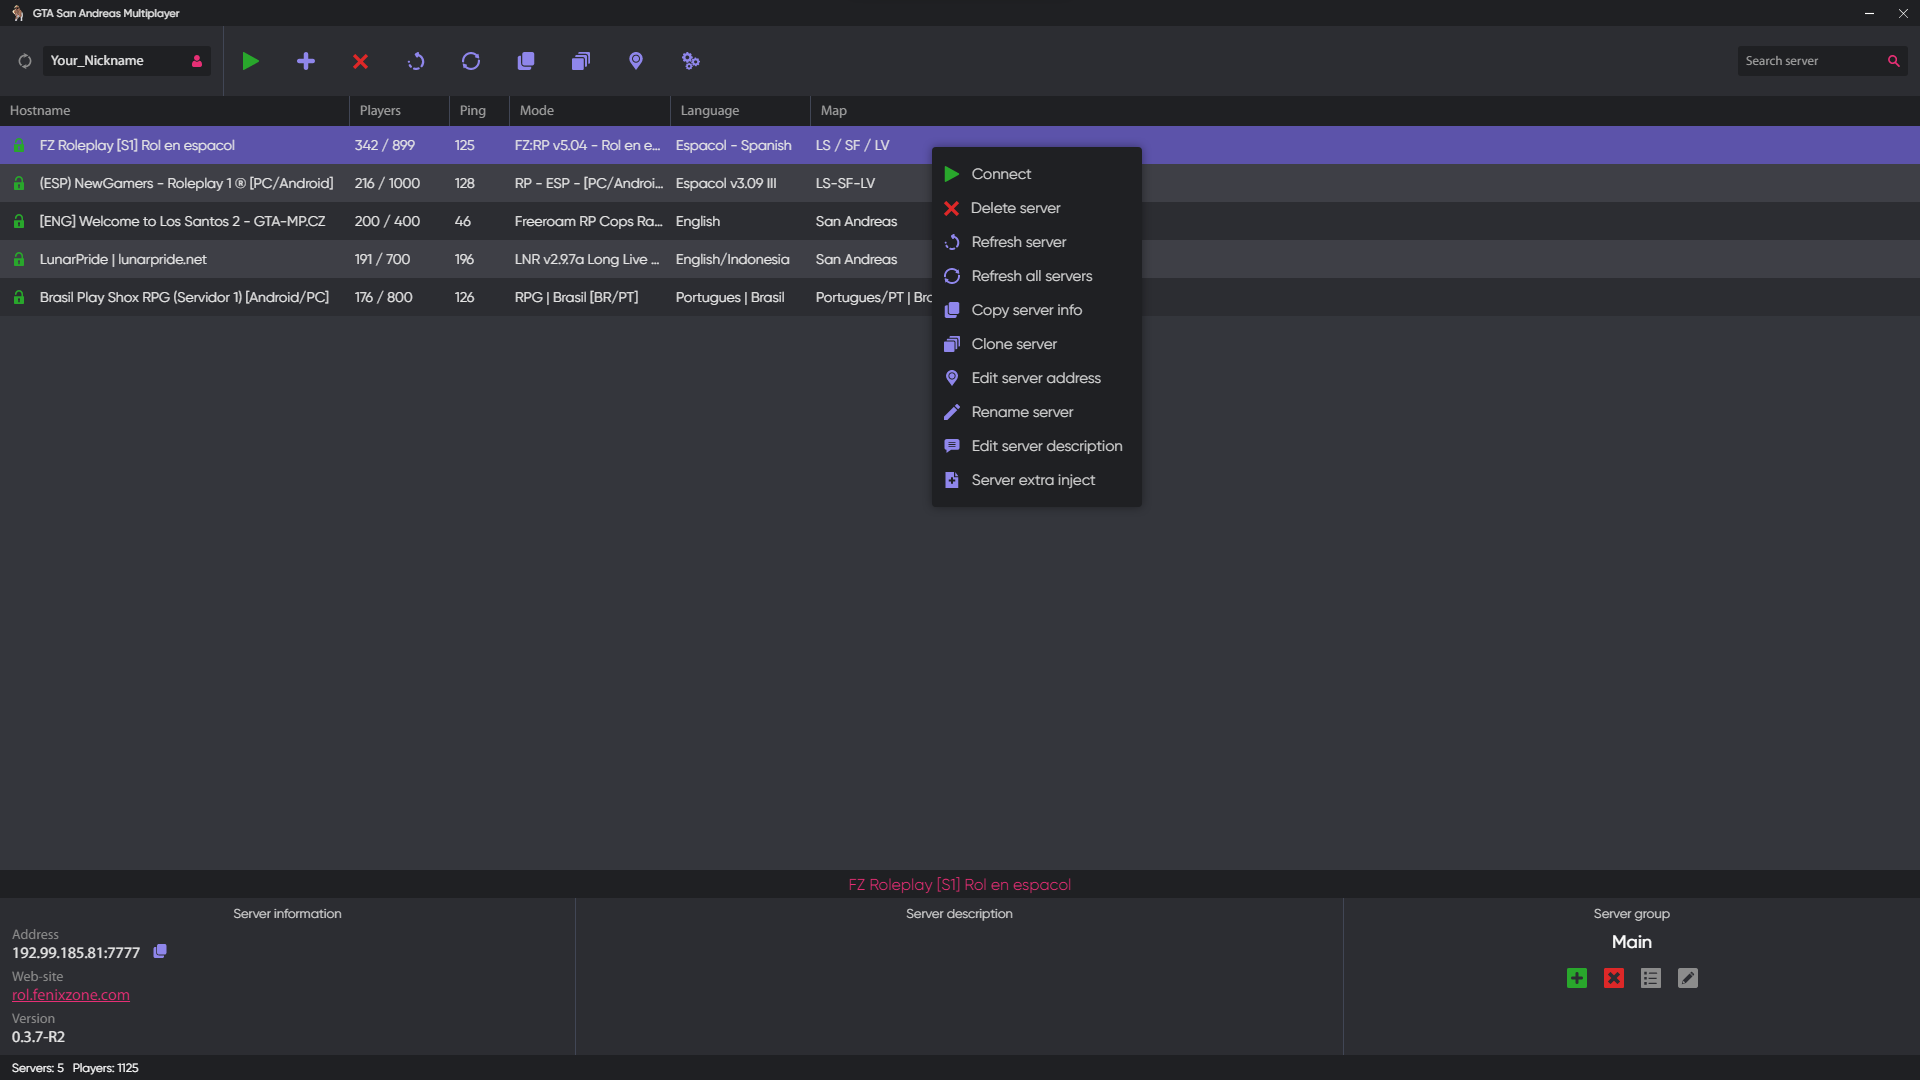 GTA San Andreas Multiplayer
Your_Nickname
Search server
Hostname Players Ping Mode Language Map
FZ Roleplay [S1] Rol en espacol 342 / 899 125 FZ:RP v5.04 - Rol en e... Espacol - Spanish LS / SF / LV
(ESP) NewGamers - Roleplay 1 ® [PC/Android] 216 / 1000 128 RP - ESP - [PC/Androi... Espacol v3.09 III LS-SF-LV
[ENG] Welcome to Los Santos 2 - GTA-MP.CZ 200 / 400 46 Freeroam RP Cops Ra... English San Andreas
LunarPride | lunarpride.net 191 / 700 196 LNR v2.9.7a Long Live ... English/Indonesia San Andreas
Brasil Play Shox RPG (Servidor 1) [Android/PC] 176 / 800 126 RPG | Brasil [BR/PT] Portugues | Brasil Portugues/PT |
Connect
Delete server
Refresh server
Refresh all servers
Copy server info
Clone server
Edit server address
Rename server
Edit server description
Server extra inject
FZ Roleplay [S1] Rol en espacol
Server information
Address
192.99.185.81:7777
Web-site
rol.fenixzone.com
Version
0.3.7-R2
Server description
Server group
Main
Servers: 5 Players: 1125